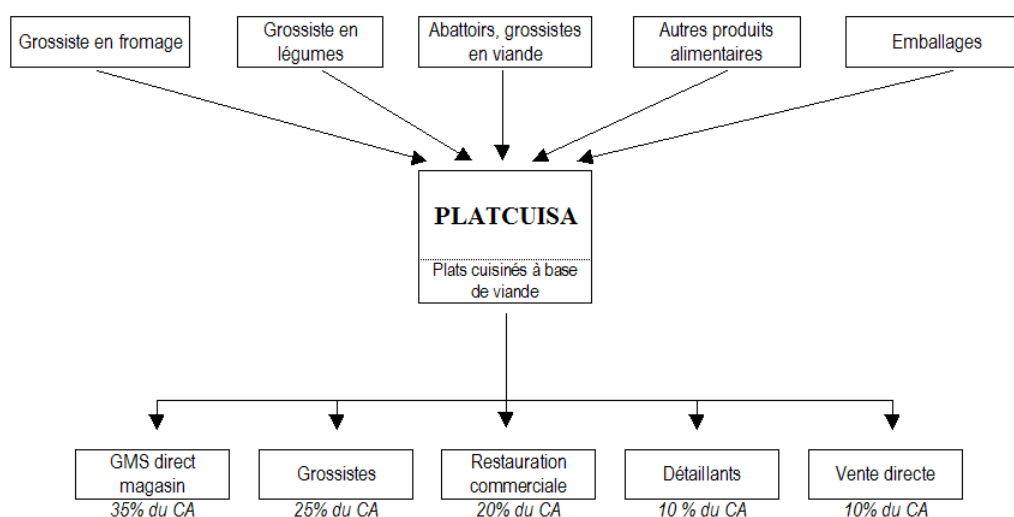 Grossiste en fromage
Grossiste en
légumes
Abattoirs, grossistes
en viande
Autres produits
alimentaires
Emballages
PLATCUISA
Plats cuisinés à base
de viande
GMS direct
magasin
35% du CA
Grossistes
25% du CA
Restauration
commerciale
20% du CA
Détaillants
10 % du CA
Vente directe
10% du CA